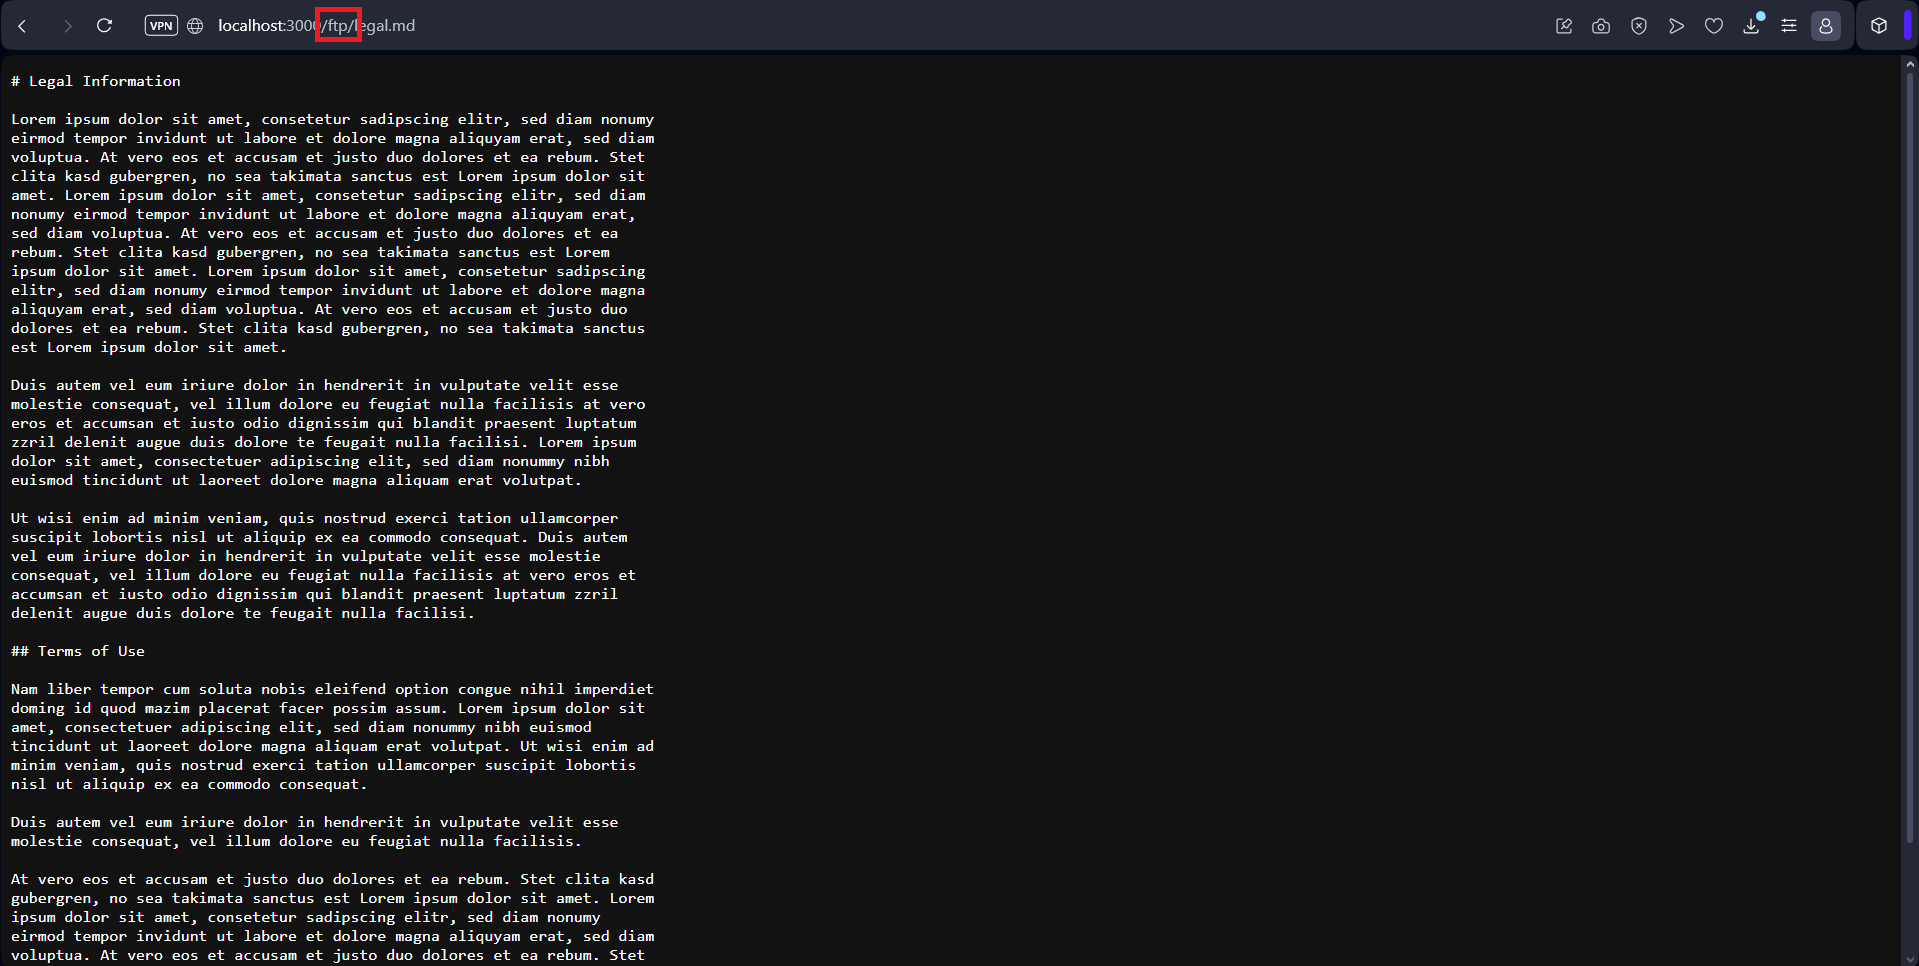 VPN localhost:3000/ftp/legal.md
# Legal Information
Lorem ipsum dolor sit amet, consetetur sadipscing elitr, sed diam nonumy
eirmod tempor invidunt ut labore et dolore magna aliquyam erat, sed diam
voluptua. At vero eos et accusam et justo duo dolores et ea rebum. Stet
clita kasd gubergren, no sea takimata sanctus est Lorem ipsum dolor sit
amet. Lorem ipsum dolor sit amet, consetetur sadipscing elitr, sed diam
nonumy eirmod tempor invidunt ut labore et dolore magna aliquyam erat,
sed diam voluptua. At vero eos et accusam et justo duo dolores et ea
rebum. Stet clita kasd gubergren, no sea takimata sanctus est Lorem
ipsum dolor sit amet. Lorem ipsum dolor sit amet, consetetur sadipscing
elitr, sed diam nonumy eirmod tempor invidunt ut labore et dolore magna
aliquyam erat, sed diam voluptua. At vero eos et accusam et justo duo
dolores et ea rebum. Stet clita kasd gubergren, no sea takimata sanctus
est Lorem ipsum dolor sit amet.
Duis autem vel eum iriure dolor in hendrerit in vulputate velit esse
molestie consequat, vel illum dolore eu feugiat nulla facilisis at vero
eros et accumsan et iusto odio dignissim qui blandit praesent luptatum
zzril delenit augue duis dolore te feugait nulla facilisi. Lorem ipsum
dolor sit amet, consectetuer adipiscing elit, sed diam nonummy nibh
euismod tincidunt ut laoreet dolore magna aliquam erat volutpat.
Ut wisi enim ad minim veniam, quis nostrud exerci tation ullamcorper
suscipit lobortis nisl ut aliquip ex ea commodo consequat. Duis autem
vel eum iriure dolor in hendrerit in vulputate velit esse molestie
consequat, vel illum dolore eu feugiat nulla facilisis at vero eros et
accumsan et iusto odio dignissim qui blandit praesent luptatum zzril
delenit augue duis dolore te feugait nulla facilisi.
## Terms of Use
Nam liber tempor cum soluta nobis eleifend option congue nihil imperdiet
doming id quod mazim placerat facer possim assum. Lorem ipsum dolor sit
amet, consectetuer adipiscing elit, sed diam nonummy nibh euismod
tincidunt ut laoreet dolore magna aliquam erat volutpat. Ut wisi enim ad
minim veniam, quis nostrud exerci tation ullamcorper suscipit lobortis
nisl ut aliquip ex ea commodo consequat.
Duis autem vel eum iriure dolor in hendrerit in vulputate velit esse
molestie consequat, vel illum dolore eu feugiat nulla facilisis.
At vero eos et accusam et justo duo dolores et ea rebum. Stet clita kasd
gubergren, no sea takimata sanctus est Lorem ipsum dolor sit amet. Lorem
ipsum dolor sit amet, consetetur sadipscing elitr, sed diam nonumy
eirmod tempor invidunt ut labore et dolore magna aliquyam erat, sed diam
voluptua. At vero eos et accusam et justo duo dolores et ea rebum. Stet